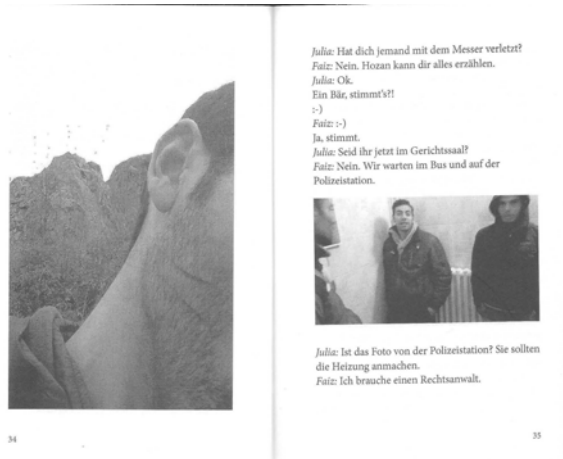 Julia: Hat dich jemand mit dem Messer verletzt?
Faiz: Nein. Hozan kann dir alles erzählen.
Julia: Ok.
Ein Bär, stimmt's?!
:-)
Faiz: :-)
Ja, stimmt.
Julia: Seid ihr jetzt im Gerichtssaal?
Faiz: Nein. Wir warten im Bus und auf der
Polizeistation.
Julia: Ist das Foto von der Polizeistation? Sie sollten
die Heizung anmachen.
Faiz: Ich brauche einen Rechtsanwalt.
34
35